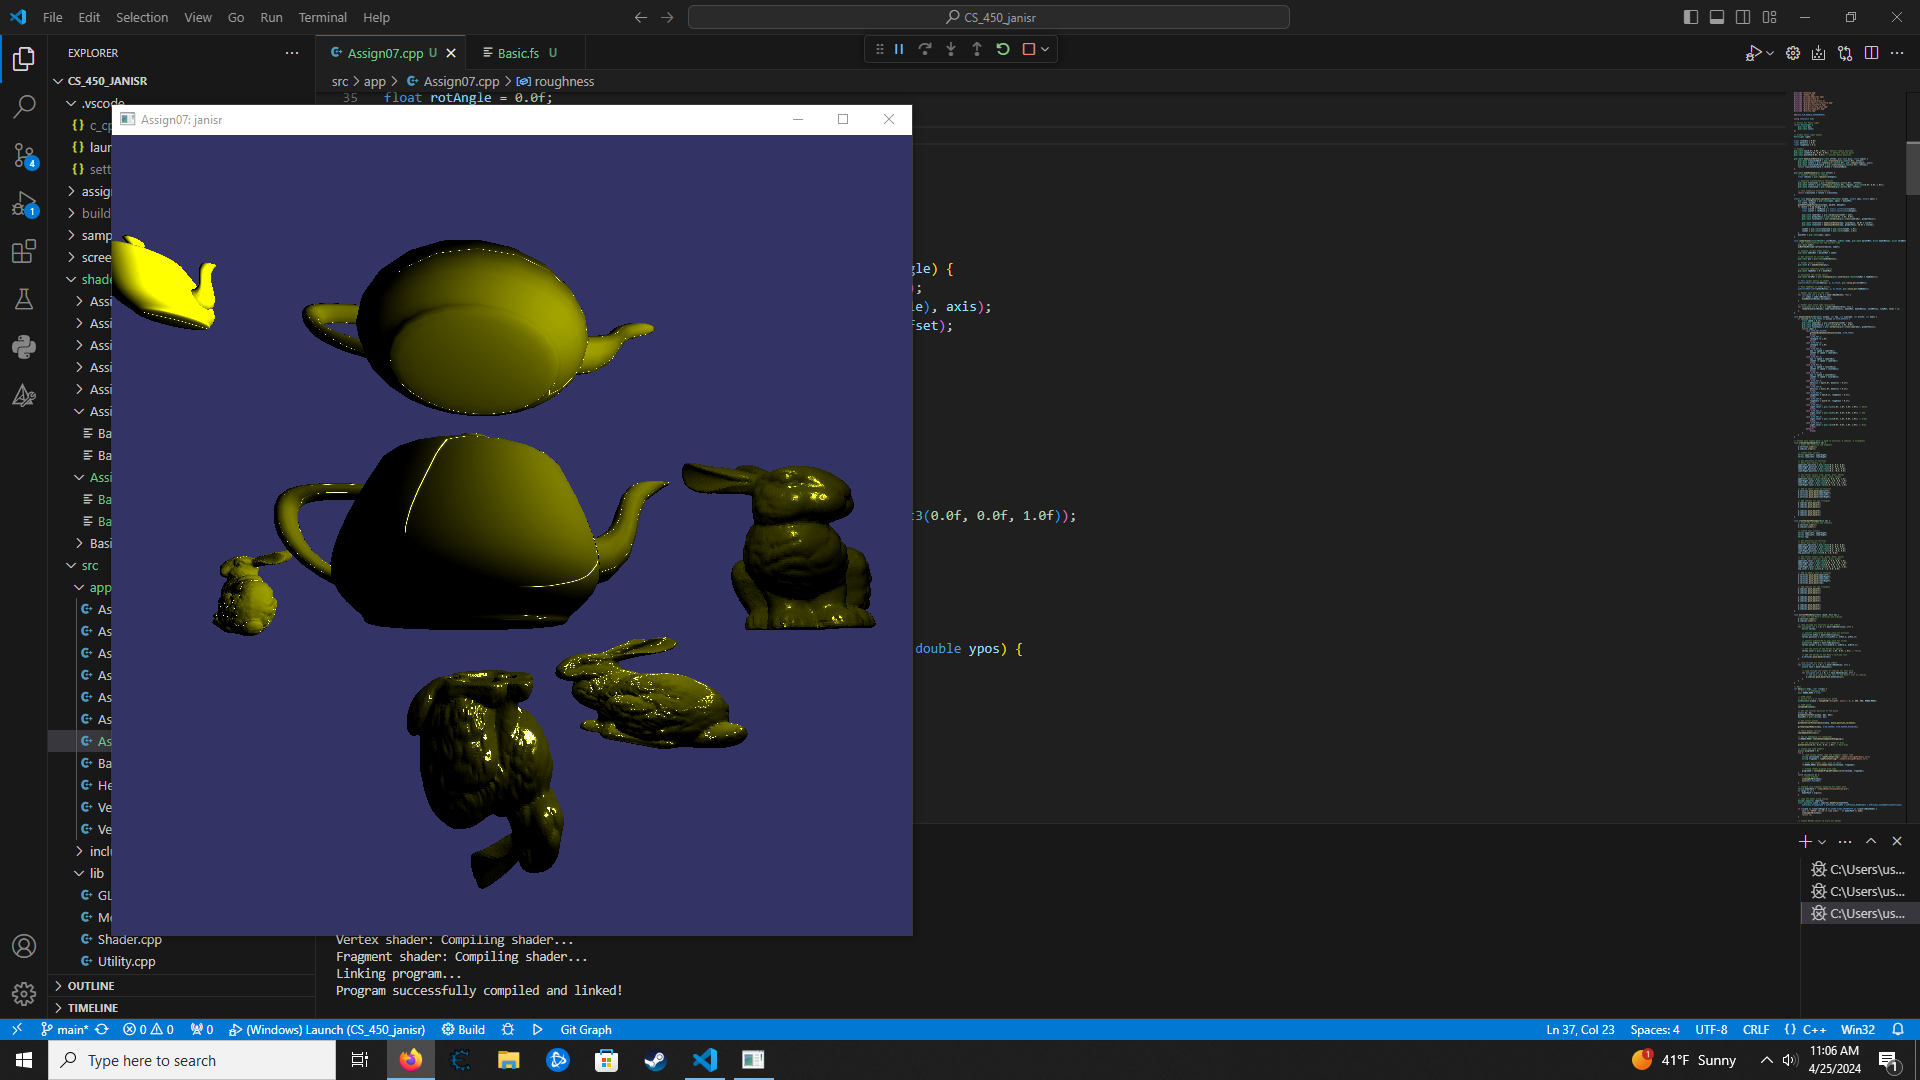 File Edit Selection View Go Run Terminal Help
CS_450_janisr
EXPLORER
CS_450_JANISR
.vscode
c_cp
laun
sett
assign
build
samp
scree
shade
Assi
Assi
Assi
Assi
Assi
Assi
Ba
Ba
Assi
Ba
Ba
Basi
src
app
As
As
As
As
As
As
As
Ba
He
Ve
Ve
inclu
lib
GL
Me
Shader.cpp
Utility.cpp
OUTLINE
TIMELINE
Assign07.cpp U
Basic.fs U
src > app > Assign07.cpp > roughness
35 float rotAngle = 0.0f;
Assign07: janisr
gle) {
);
le), axis);
fset);
c3(0.0f, 0.0f, 1.0f));
double ypos) {
Vertex shader: Compiling shader...
Fragment shader: Compiling shader...
Linking program...
Program successfully compiled and linked!
C:\Users\us...
C:\Users\us...
C:\Users\us...
main* 0 0 0 (Windows) Launch (CS_450_janisr) Build Git Graph
Ln 37, Col 23 Spaces: 4 UTF-8 CRLF {} C++ Win32
Type here to search
41°F Sunny
11:06 AM
4/25/2024